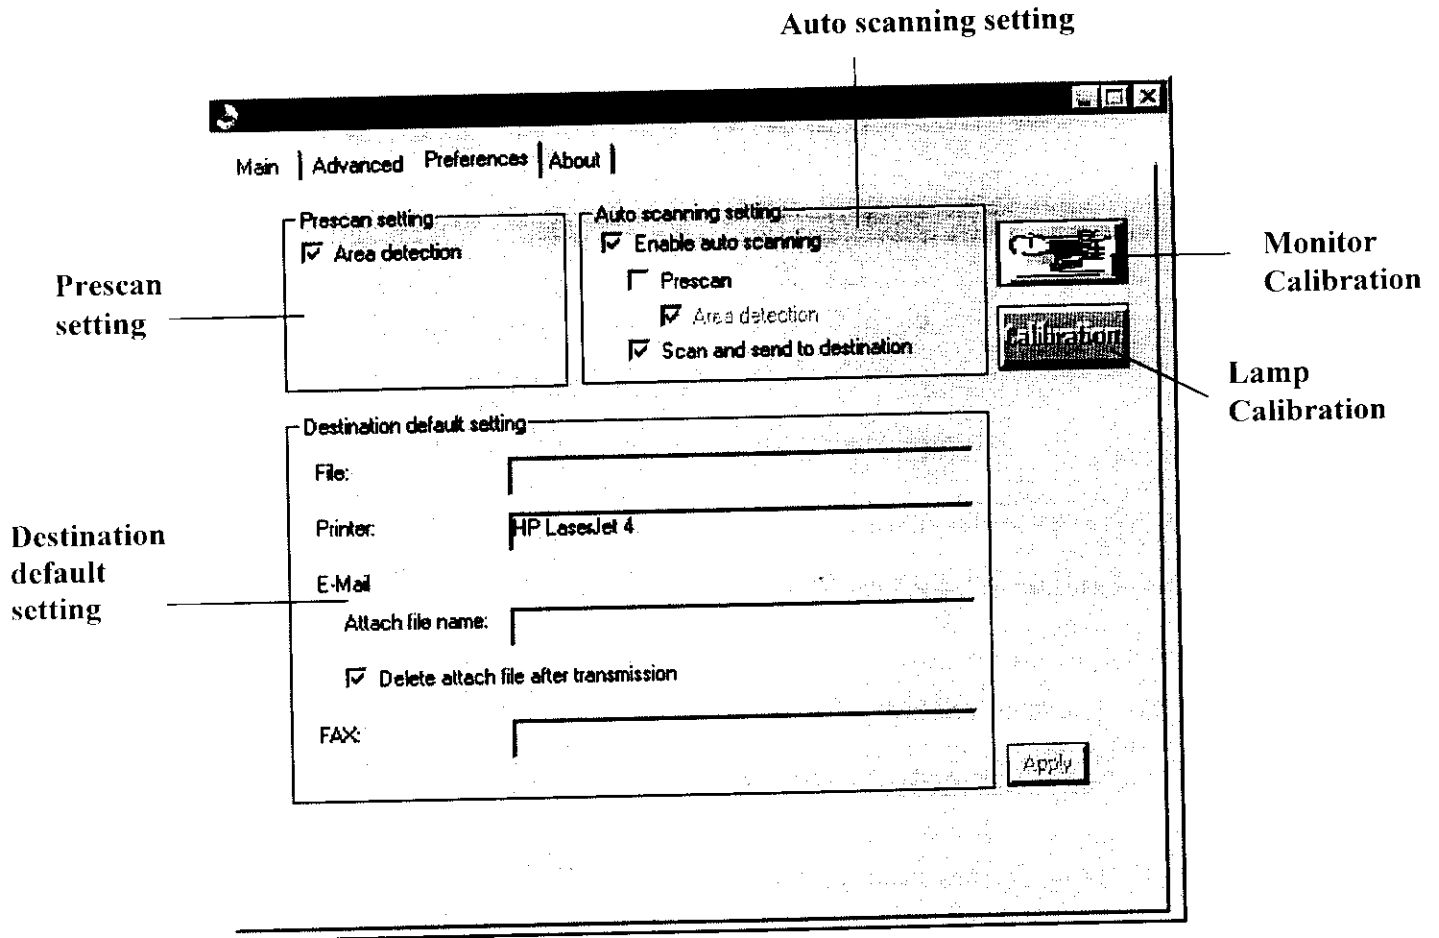 Auto scanning setting
Main
Advanced
Preferences
About
Prescan setting
Area detection
Auto scanning setting
Enable auto scanning
Prescan
Area detection
Scan and send to destination
Prescan
setting
Monitor
Calibration
Calibration
Lamp
Calibration
Destination default setting
File:
Printer:
HP LaserJet 4
E-Mail
Attach file name:
Delete attach file after transmission
FAX:
Destination
default
setting
Apply